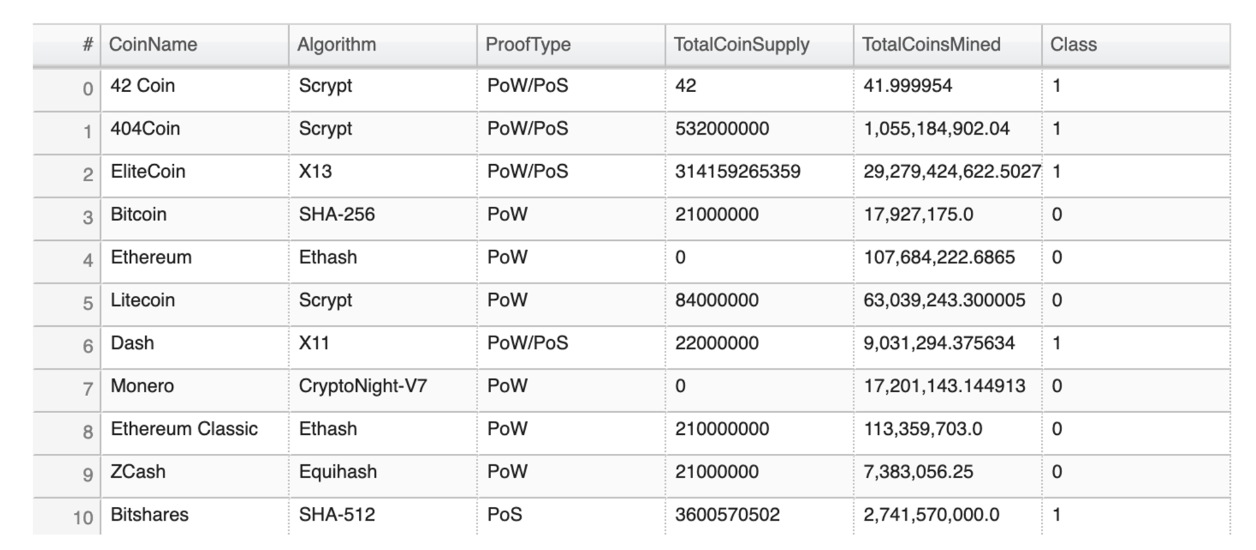 # CoinName Algorithm ProofType TotalCoinSupply TotalCoinsMined Class
0 42 Coin Scrypt PoW/PoS 42 41.999954 1
1 404Coin Scrypt PoW/PoS 532000000 1,055,184,902.04 1
2 EliteCoin X13 PoW/PoS 314159265359 29,279,424,622.5027 1
3 Bitcoin SHA-256 PoW 21000000 17,927,175.0 0
4 Ethereum Ethash PoW 0 107,684,222.6865 0
5 Litecoin Scrypt PoW 84000000 63,039,243.300005 0
6 Dash X11 PoW/PoS 22000000 9,031,294.375634 1
7 Monero CryptoNight-V7 PoW 0 17,201,143.144913 0
8 Ethereum Classic Ethash PoW 210000000 113,359,703.0 0
9 ZCash Equihash PoW 21000000 7,383,056.25 0
10 Bitshares SHA-512 PoS 3600570502 2,741,570,000.0 1